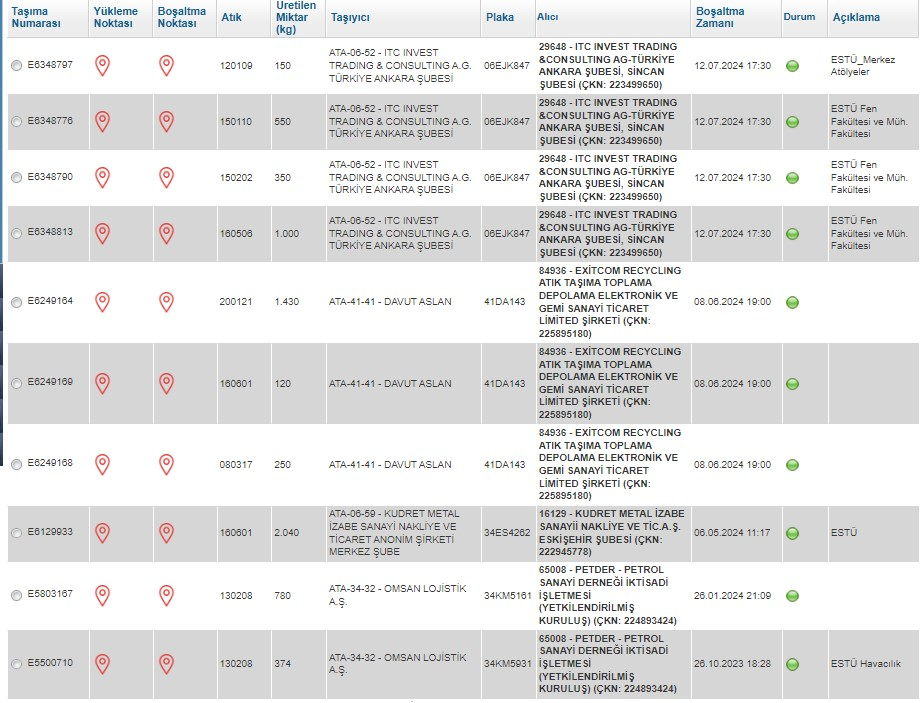 Taşıma Numarası	Yükleme Noktası	Boşaltma Noktası	Atık	Üretilen Miktar (kg)	Taşıyıcı	Plaka	Alıcı	Boşaltma Zamanı	Durum	Açıklama
E6348797	120109	150	ATA-06-52 - ITC INVEST TRADING & CONSULTING A.G. TÜRKİYE ANKARA ŞUBESİ	06EJK847	29648 - ITC INVEST TRADING &CONSULTING AG-TÜRKİYE ANKARA ŞUBESİ, SİNCAN ŞUBESİ (ÇKN: 223499650)	12.07.2024 17:30	ESTÜ_Merkez Atölyeler
E6348776	150110	550	ATA-06-52 - ITC INVEST TRADING & CONSULTING A.G. TÜRKİYE ANKARA ŞUBESİ	06EJK847	29648 - ITC INVEST TRADING &CONSULTING AG-TÜRKİYE ANKARA ŞUBESİ, SİNCAN ŞUBESİ (ÇKN: 223499650)	12.07.2024 17:30	ESTÜ Fen Fakültesi ve Müh. Fakültesi
E6348790	150202	350	ATA-06-52 - ITC INVEST TRADING & CONSULTING A.G. TÜRKİYE ANKARA ŞUBESİ	06EJK847	29648 - ITC INVEST TRADING &CONSULTING AG-TÜRKİYE ANKARA ŞUBESİ, SİNCAN ŞUBESİ (ÇKN: 223499650)	12.07.2024 17:30	ESTÜ Fen Fakültesi ve Müh. Fakültesi
E6348813	160506	1.000	ATA-06-52 - ITC INVEST TRADING & CONSULTING A.G. TÜRKİYE ANKARA ŞUBESİ	06EJK847	29648 - ITC INVEST TRADING &CONSULTING AG-TÜRKİYE ANKARA ŞUBESİ, SİNCAN ŞUBESİ (ÇKN: 223499650)	12.07.2024 17:30	ESTÜ Fen Fakültesi ve Müh. Fakültesi
E6249164	200121	1.430	ATA-41-41 - DAVUT ASLAN	41DA143	84936 - EXİTCOM RECYCLING ATIK TAŞIMA TOPLAMA DEPOLAMA ELEKTRONİK VE GEMİ SANAYİ TİCARET LİMİTED ŞİRKETİ (ÇKN: 225895180)	08.06.2024 19:00
E6249169	160601	120	ATA-41-41 - DAVUT ASLAN	41DA143	84936 - EXİTCOM RECYCLING ATIK TAŞIMA TOPLAMA DEPOLAMA ELEKTRONİK VE GEMİ SANAYİ TİCARET LİMİTED ŞİRKETİ (ÇKN: 225895180)	08.06.2024 19:00
E6249168	080317	250	ATA-41-41 - DAVUT ASLAN	41DA143	84936 - EXİTCOM RECYCLING ATIK TAŞIMA TOPLAMA DEPOLAMA ELEKTRONİK VE GEMİ SANAYİ TİCARET LİMİTED ŞİRKETİ (ÇKN: 225895180)	08.06.2024 19:00
E6129933	160601	2.040	ATA-06-59 - KUDRET METAL İZABE SANAYİ NAKLİYE VE TİCARET ANONİM ŞİRKETİ MERKEZ ŞUBE	34ES4262	16129 - KUDRET METAL İZABE SANAYİİ NAKLİYE VE TİC.A.Ş. ESKİŞEHİR ŞUBESİ (ÇKN: 222945778)	06.05.2024 11:17	ESTÜ
E5803167	130208	780	ATA-34-32 - OMSAN LOJİSTİK A.Ş.	34KM5161	65008 - PETDER - PETROL SANAYİ DERNEĞİ İKTİSADİ İŞLETMESİ (YETKİLENDİRİLMİŞ KURULUŞ) (ÇKN: 224893424)	26.01.2024 21:09
E5500710	130208	374	ATA-34-32 - OMSAN LOJİSTİK A.Ş.	34KM5931	65008 - PETDER - PETROL SANAYİ DERNEĞİ İKTİSADİ İŞLETMESİ (YETKİLENDİRİLMİŞ KURULUŞ) (ÇKN: 224893424)	26.10.2023 18:28	ESTÜ Havacılık